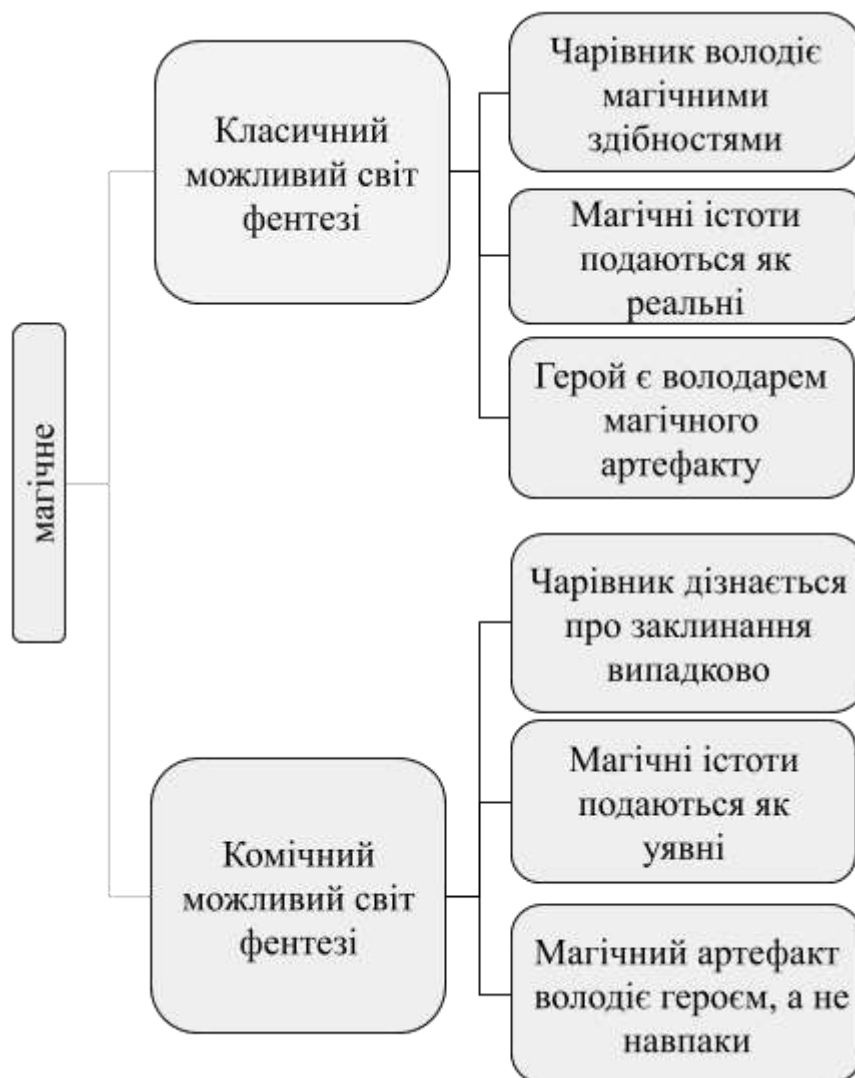 магічне
Класичний
можливий світ
фентезі
Чарівник володіє
магічними
здібностями
Магічні істоти
подаються як
реальні
Герой є володарем
магічного
артефакту
Комічний
можливий світ
фентезі
Чарівник дізнається
про заклинання
випадково
Магічні істоти
подаються як
уявні
Магічний артефакт
володіє героєм, а не
навпаки